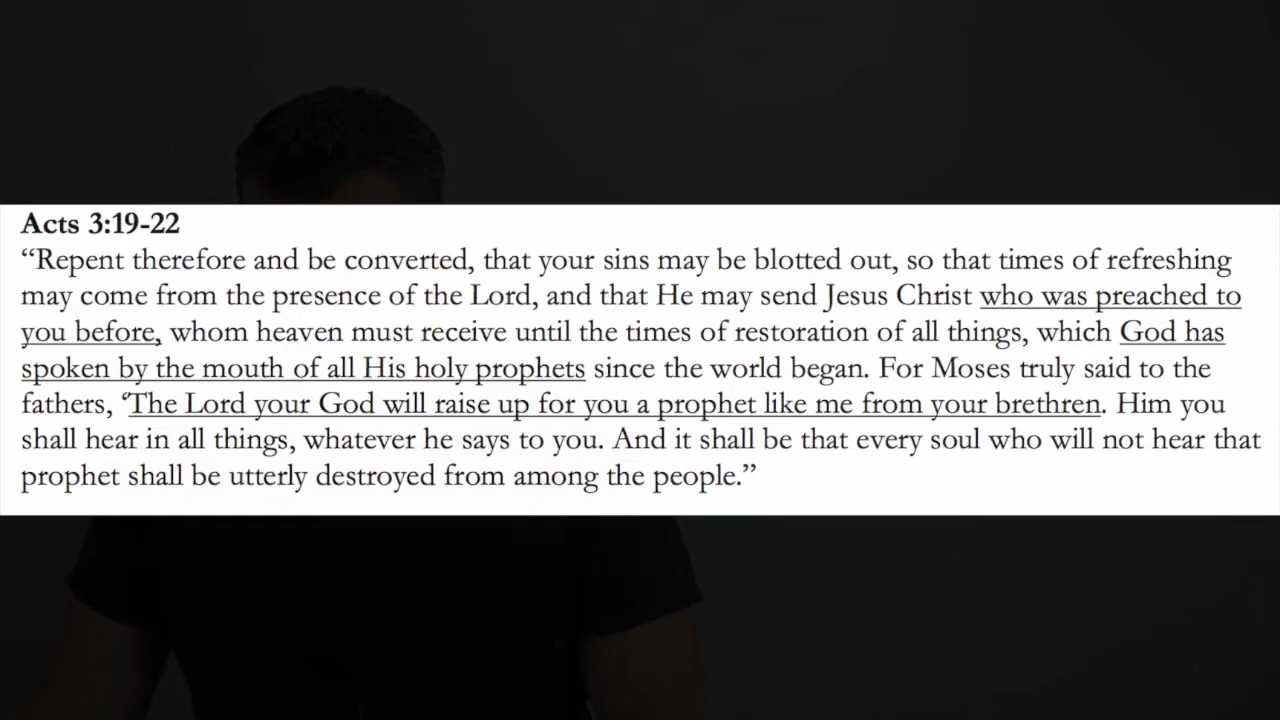 Acts 3:19-22
“Repent therefore and be converted, that your sins may be blotted out, so that times of refreshing
may come from the presence of the Lord, and that He may send Jesus Christ who was preached to
you before, whom heaven must receive until the times of restoration of all things, which God has
spoken by the mouth of all His holy prophets since the world began. For Moses truly said to the
fathers, ‘The Lord your God will raise up for you a prophet like me from your brethren. Him you
shall hear in all things, whatever he says to you. And it shall be that every soul who will not hear that
prophet shall be utterly destroyed from among the people.”